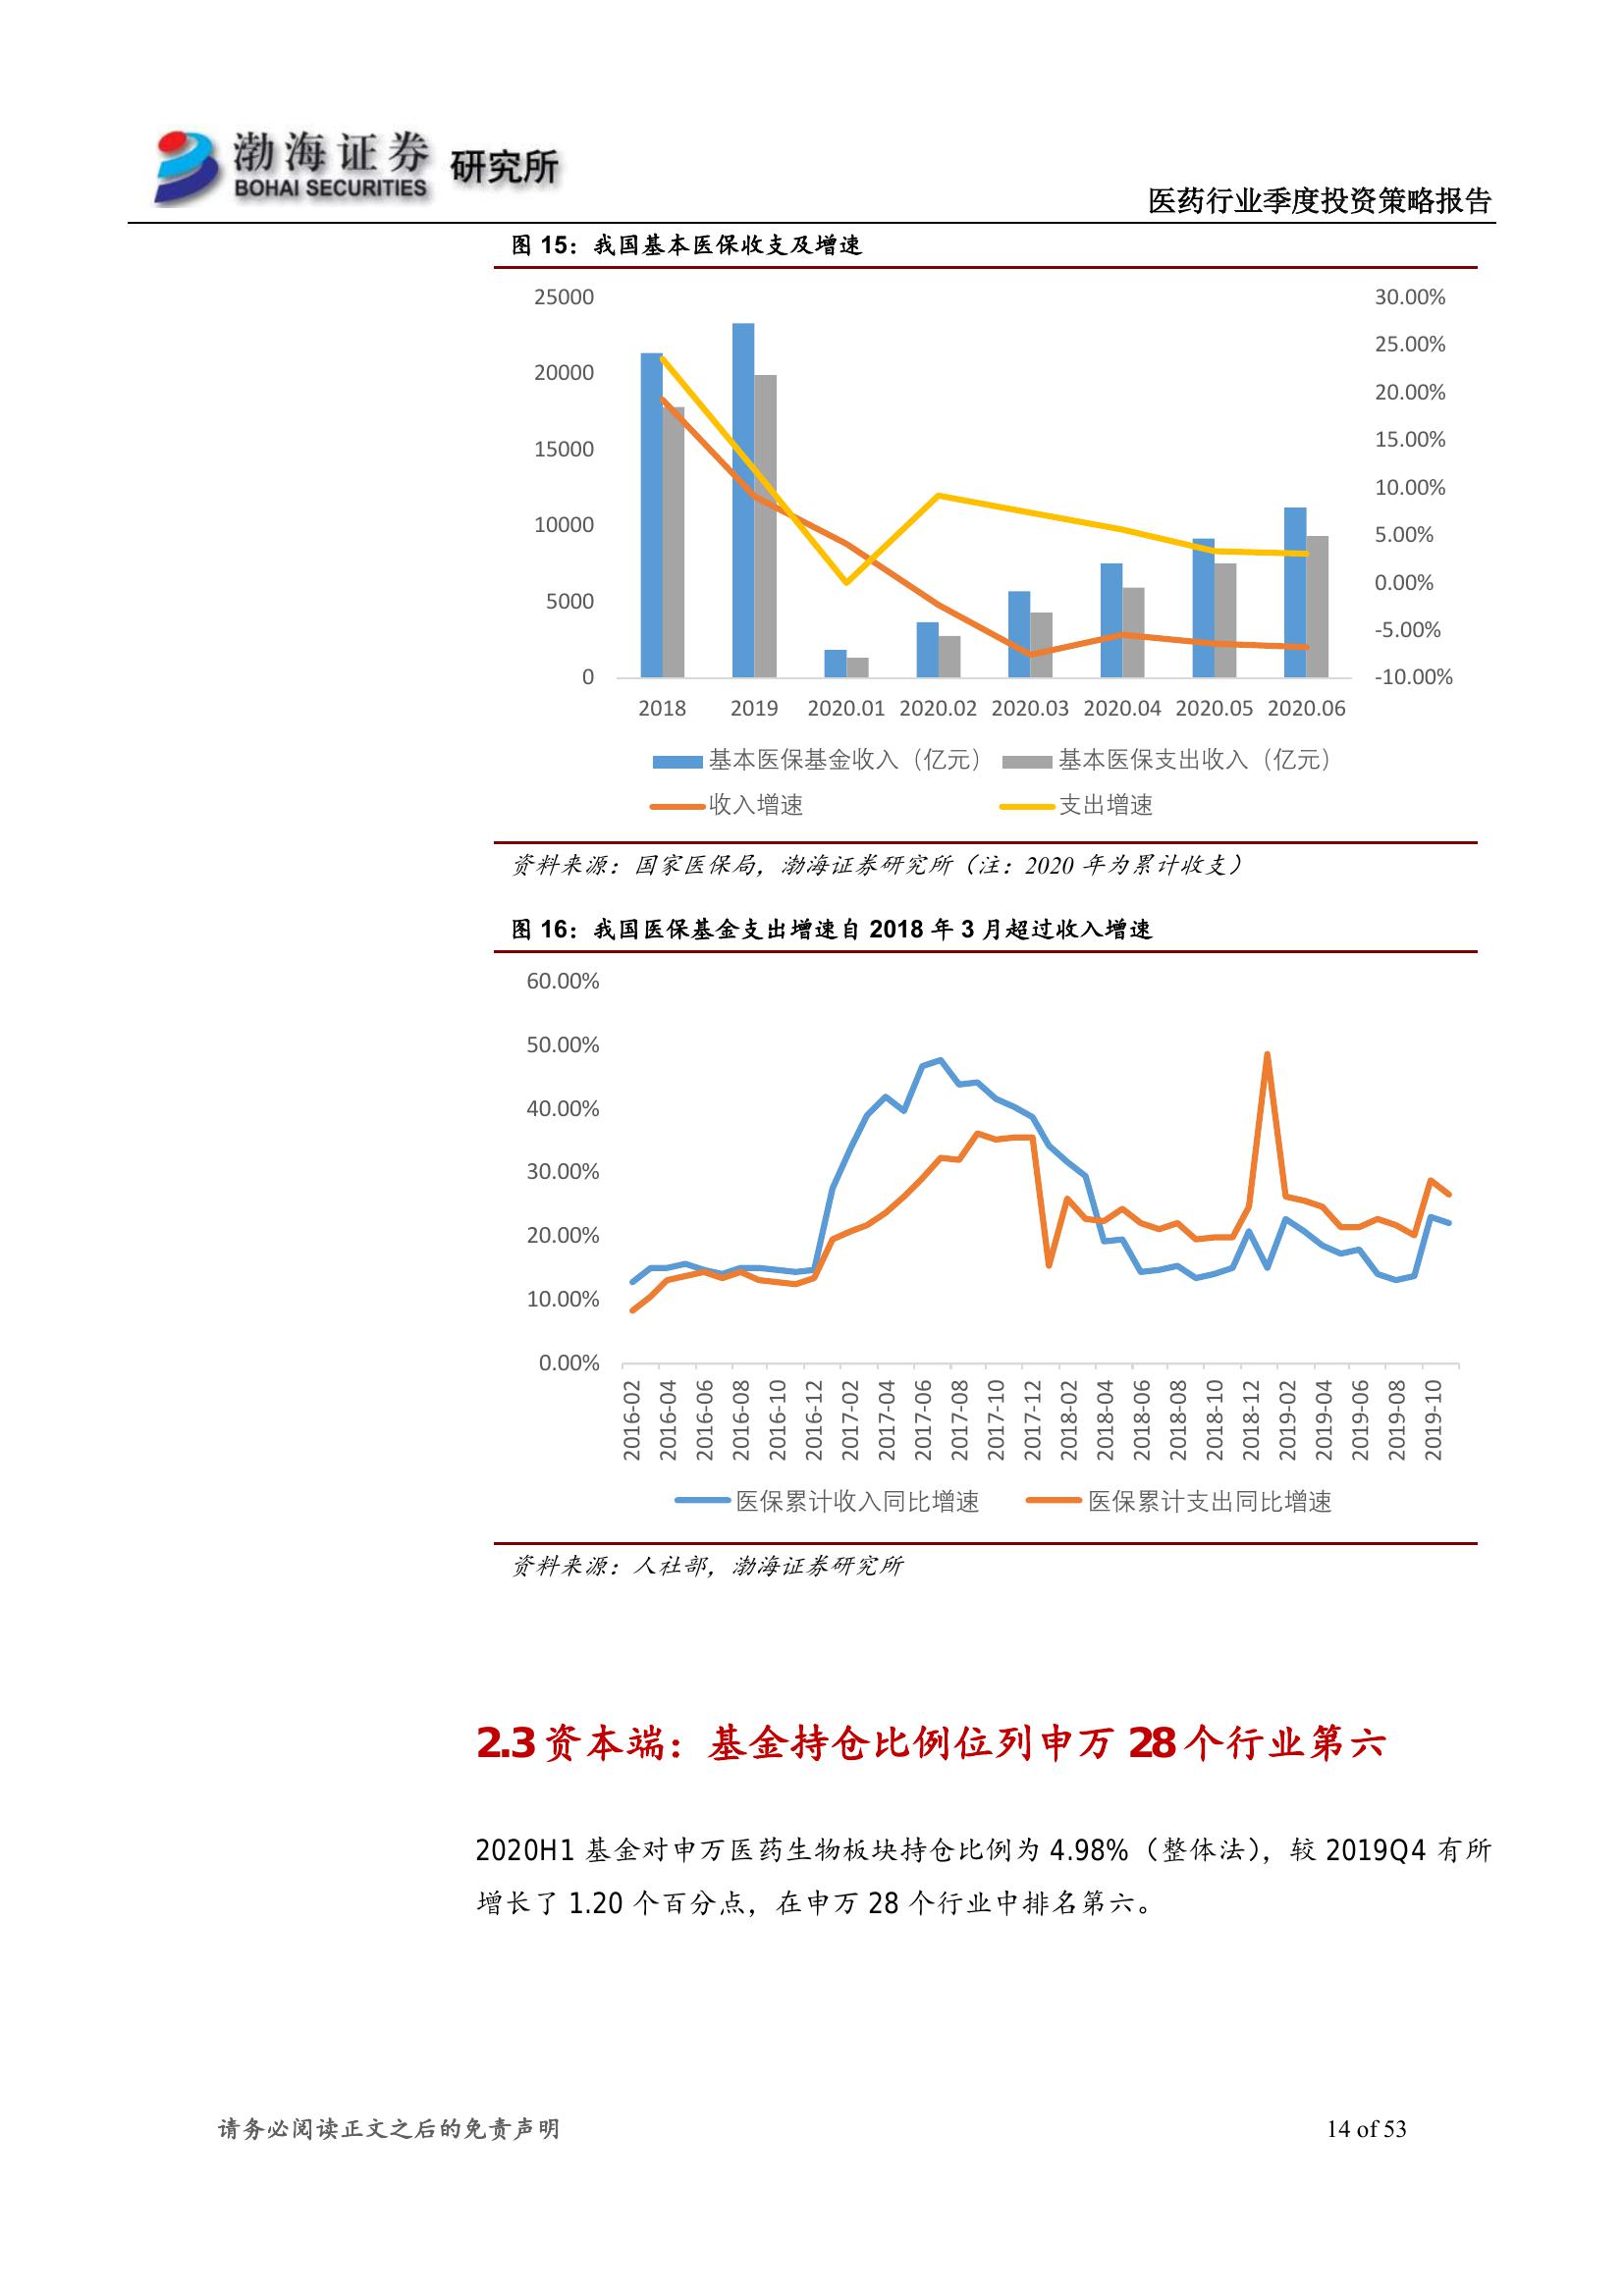 渤海证券 研究所
BOHAI SECURITIES
医药行业季度投资策略报告
图 15：我国基本医保收支及增速
25000
20000
15000
10000
5000
0
30.00%
25.00%
20.00%
15.00%
10.00%
5.00%
0.00%
-5.00%
-10.00%
2018 2019 2020.01 2020.02 2020.03 2020.04 2020.05 2020.06
基本医保基金收入（亿元） 基本医保支出收入（亿元）
收入增速 支出增速
资料来源：国家医保局，渤海证券研究所（注：2020 年为累计收支）
图 16：我国医保基金支出增速自 2018 年 3 月超过收入增速
60.00%
50.00%
40.00%
30.00%
20.00%
10.00%
0.00%
2016-02 2016-04 2016-06 2016-08 2016-10 2016-12 2017-02 2017-04 2017-06 2017-08 2017-10 2017-12 2018-02 2018-04 2018-06 2018-08 2018-10 2018-12 2019-02 2019-04 2019-06 2019-08 2019-10
医保累计收入同比增速 医保累计支出同比增速
资料来源：人社部，渤海证券研究所
2.3 资本端：基金持仓比例位列申万 28 个行业第六
2020H1 基金对申万医药生物板块持仓比例为 4.98%（整体法），较 2019Q4 有所
增长了 1.20 个百分点，在申万 28 个行业中排名第六。
请务必阅读正文之后的免责声明 14 of 53